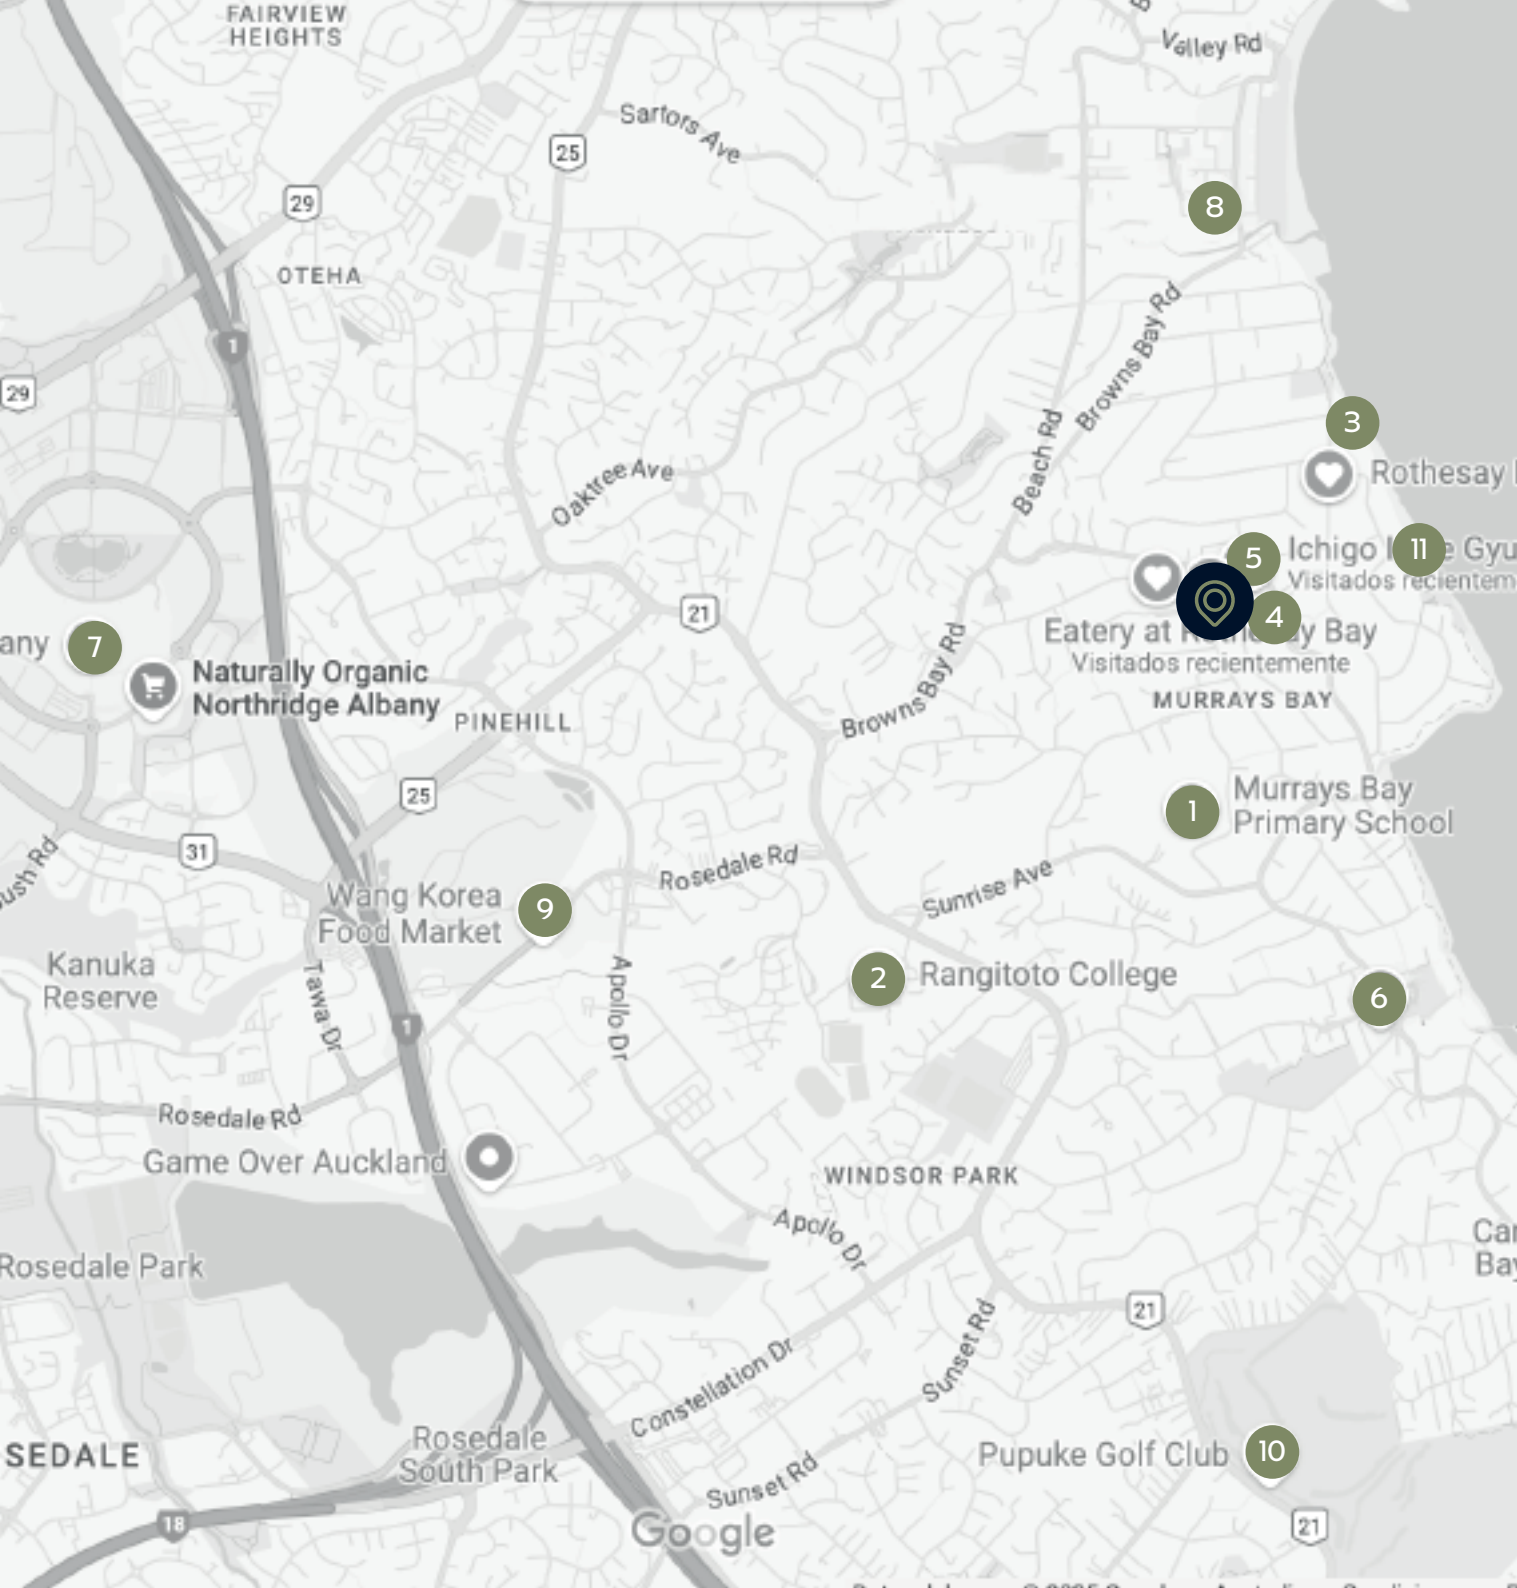 FAIRVIEW
HEIGHTS
Valley Rd
Sartors Ave
25
29
8
OTEHA
Browns Bay Rd
1
29
3
Beach Rd
Rothesay
Oaktree Ave
Ichigo
11
Gyu
5
Visitados recientem
21
4
Eatery at
Bay
Visitados recientemente
any
7
Naturally Organic
Northridge Albany
Browns Bay Rd
MURRAYS BAY
PINEHILL
25
1
Murrays Bay
Primary School
31
Rosedale Rd
Sunrise Ave
Wang Korea
Food Market
9
Kanuka
Reserve
Tawa Dr
Apollo Dr
2
Rangitoto College
6
1
Rosedale Rd
Game Over Auckland
WINDSOR PARK
Apollo Dr
Rosedale Park
21
Sunset Rd
Constellation Dr
Rosedale
South Park
SEDALE
Pupuke Golf Club
10
Sunset Rd
18
Google
21